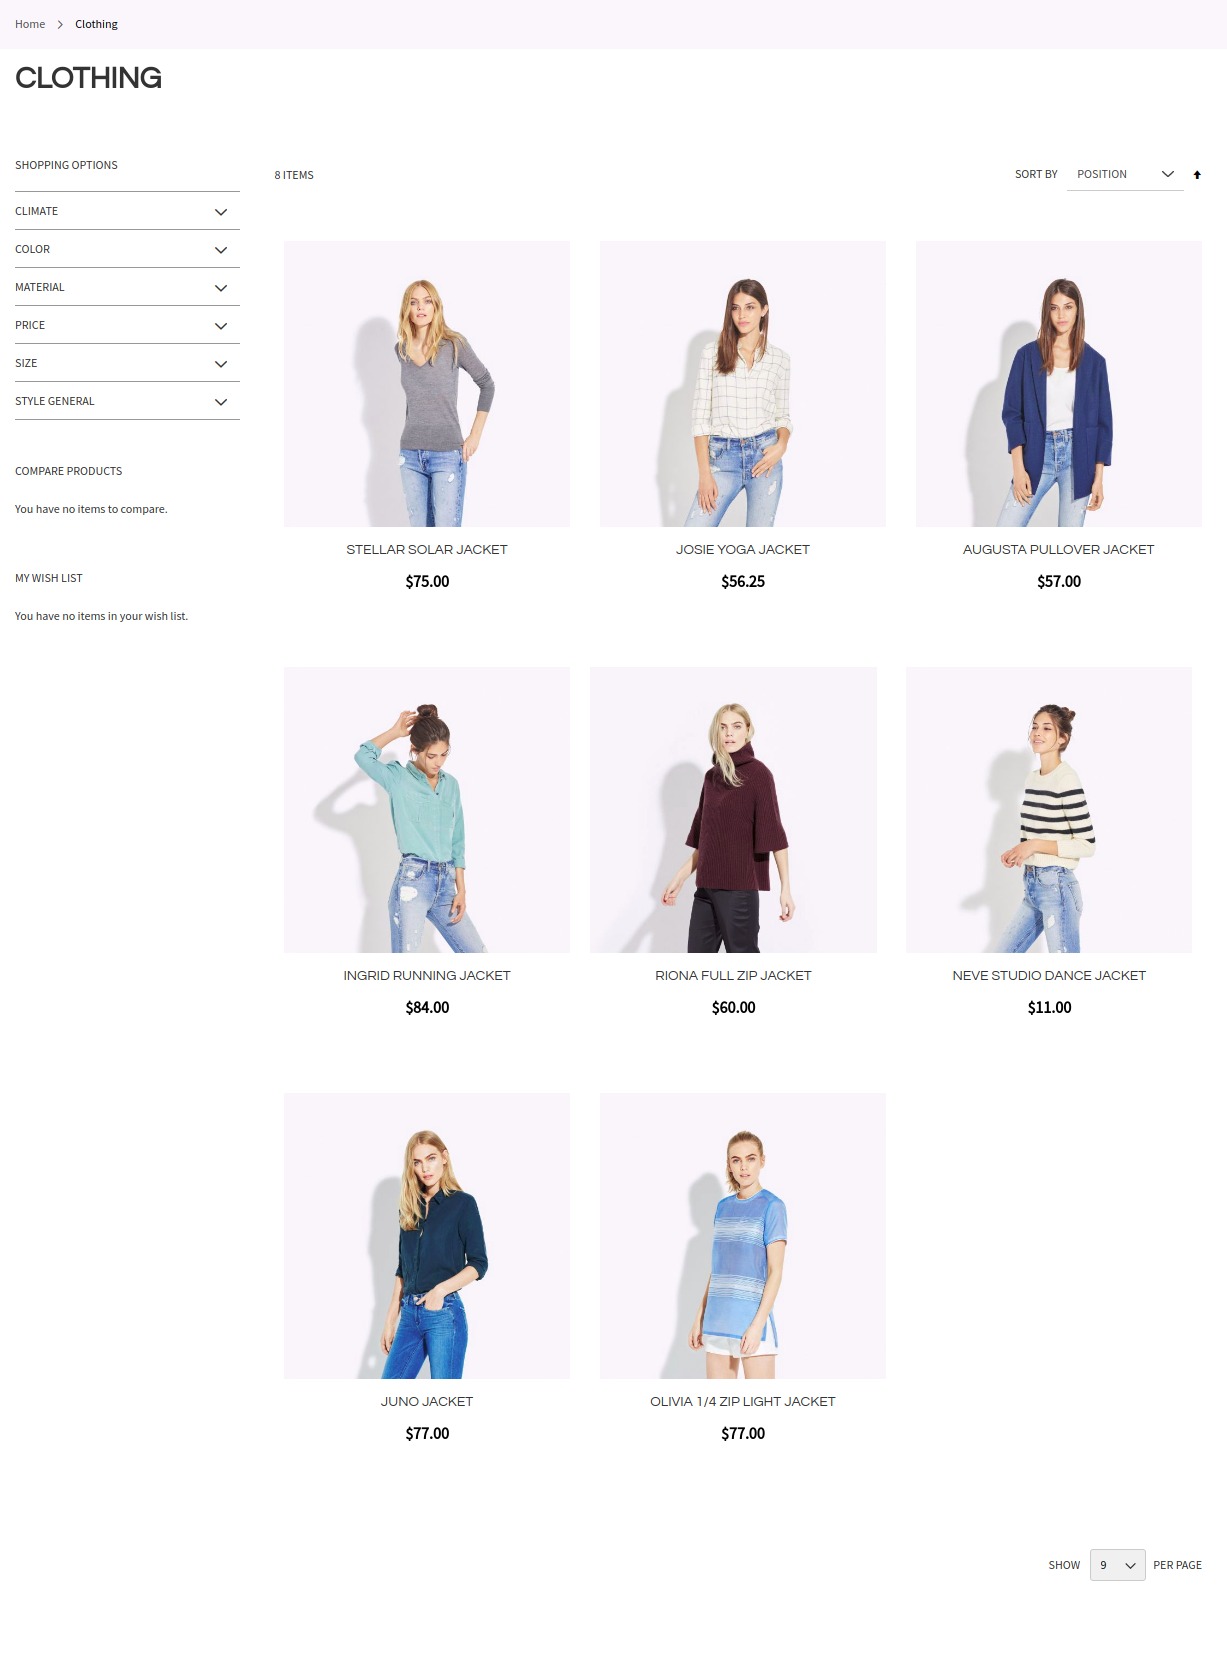 Home > Clothing
CLOTHING
SHOPPING OPTIONS
CLIMATE
COLOR
MATERIAL
PRICE
SIZE
STYLE GENERAL
COMPARE PRODUCTS
You have no items to compare.
MY WISH LIST
You have no items in your wish list.
8 ITEMS
SORT BY POSITION
STELLAR SOLAR JACKET
$75.00
JOSIE YOGA JACKET
$56.25
AUGUSTA PULLOVER JACKET
$57.00
INGRID RUNNING JACKET
$84.00
RIONA FULL ZIP JACKET
$60.00
NEVE STUDIO DANCE JACKET
$11.00
JUNO JACKET
$77.00
OLIVIA 1/4 ZIP LIGHT JACKET
$77.00
SHOW 9 PER PAGE